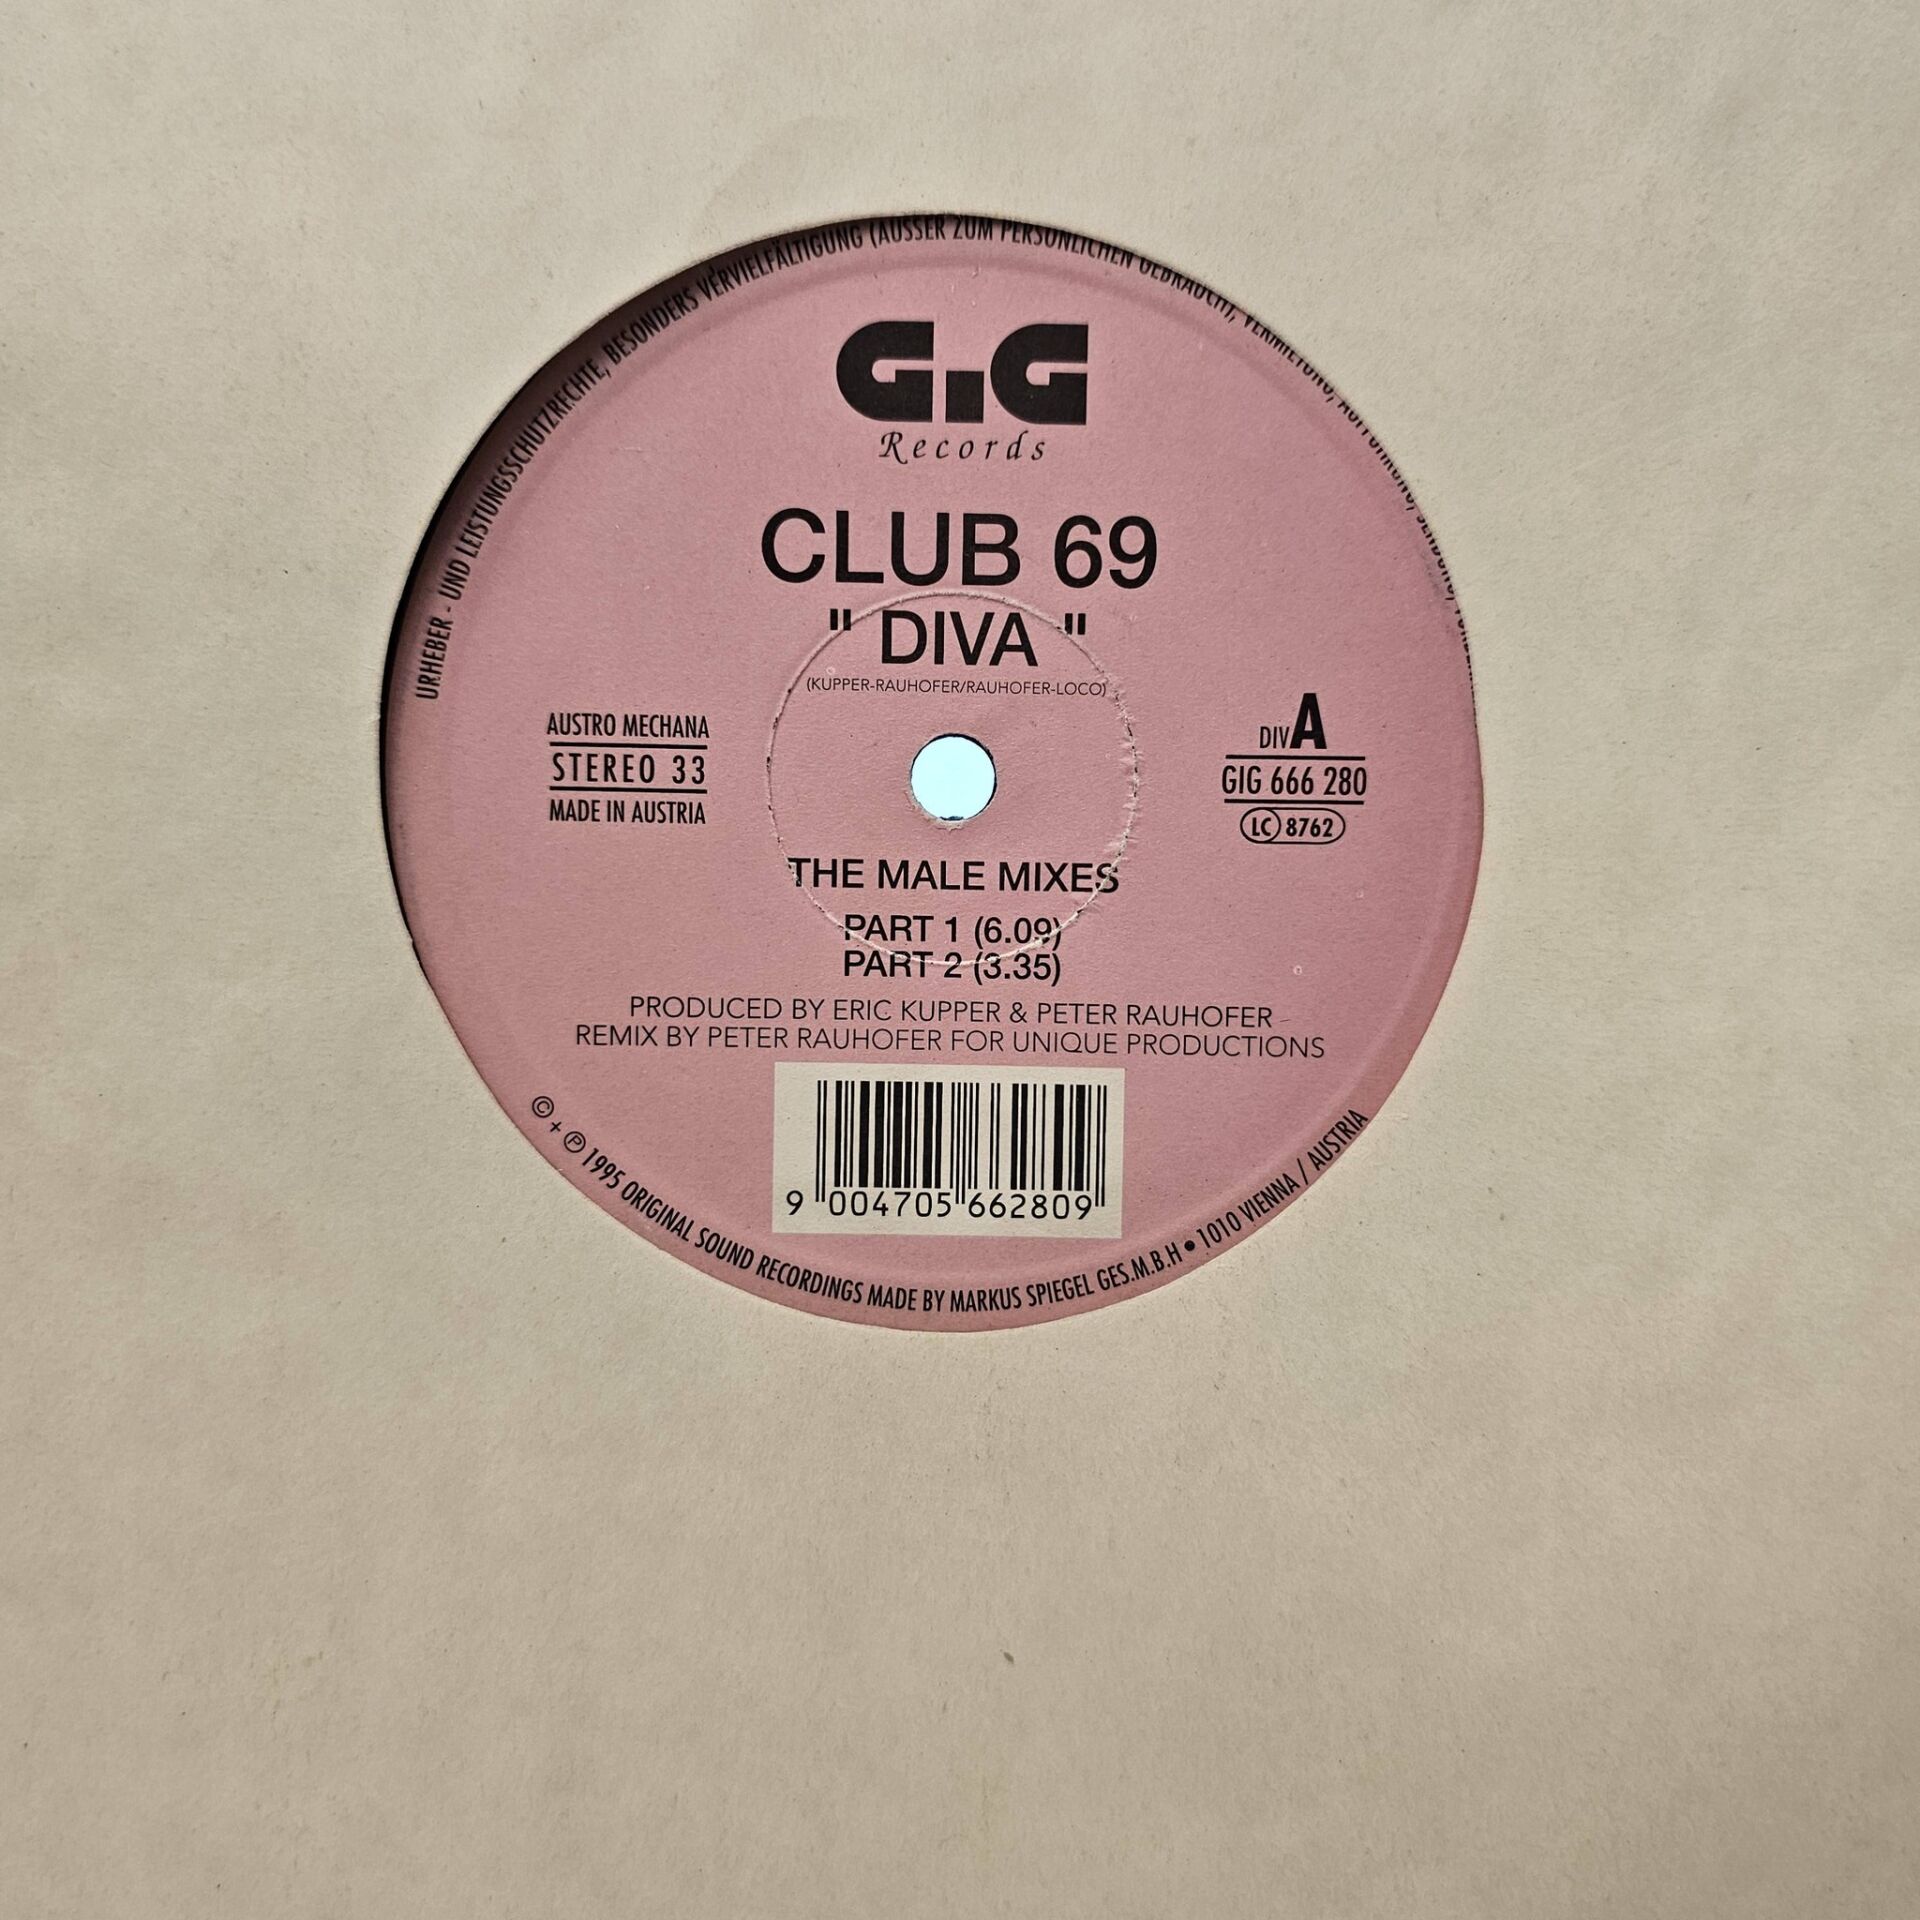 URHEBER - UND LEISTUNGSSCHUTZRECHTE, BESONDERS VERVIELFÄLTIGUNG (AUSSER ZUM PERSÖNLICHEN GEBRAUCH), VERMIETUNG, AUFFÜHRUNG, SENDUNG
GiG
Records
CLUB 69
" DIVA "
(KUPPER-RAUHOFER/RAUHOFER-LOCO)
AUSTRO MECHANA
STEREO 33
MADE IN AUSTRIA
DIVA
GIG 666 280
LC 8762
THE MALE MIXES
PART 1 (6.09)
PART 2 (3.35)
PRODUCED BY ERIC KUPPER & PETER RAUHOFER
REMIX BY PETER RAUHOFER FOR UNIQUE PRODUCTIONS
9 004705 662809
© + ℗ 1995 ORIGINAL SOUND RECORDINGS MADE BY MARKUS SPIEGEL GES.M.B.H • 1010 VIENNA / AUSTRIA